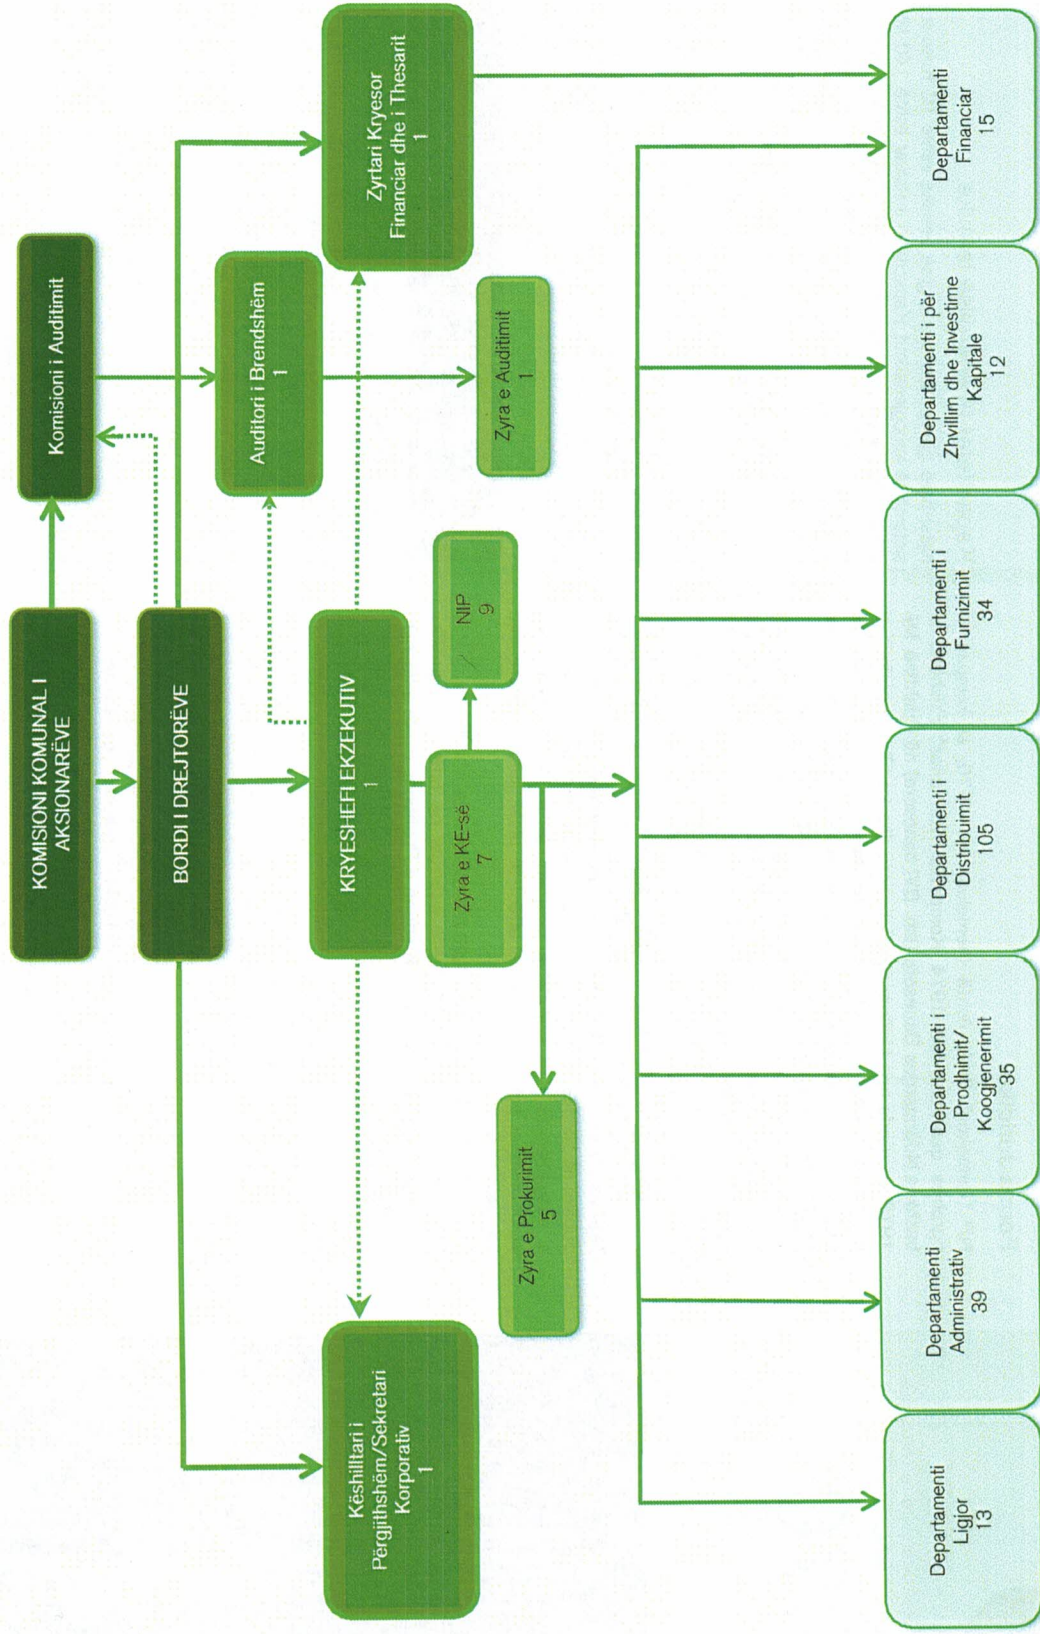 KOMISIONI KOMUNAL I
AKSIONARËVE
Komisioni i Auditimit
BORDI I DREJTORËVE
Auditori i Brendshëm
1
Këshilltari i
Përgjithshëm/Sekretari
Korporativ
1
KRYESHEFI EKZEKUTIV
1
Zyrtari Kryesor
Financiar dhe i Thesarit
1
Zyra e KE-së
7
NIP
9
Zyra e Auditimit
1
Zyra e Prokurimit
5
Departamenti
Ligjor
13
Departamenti
Administrativ
39
Departamenti i
Prodhimit/
Koogjenerimit
35
Departamenti i
Distribuimit
105
Departamenti i
Furnizimit
34
Departamenti i për
Zhvillim dhe Investime
Kapitale
12
Departamenti
Financiar
15